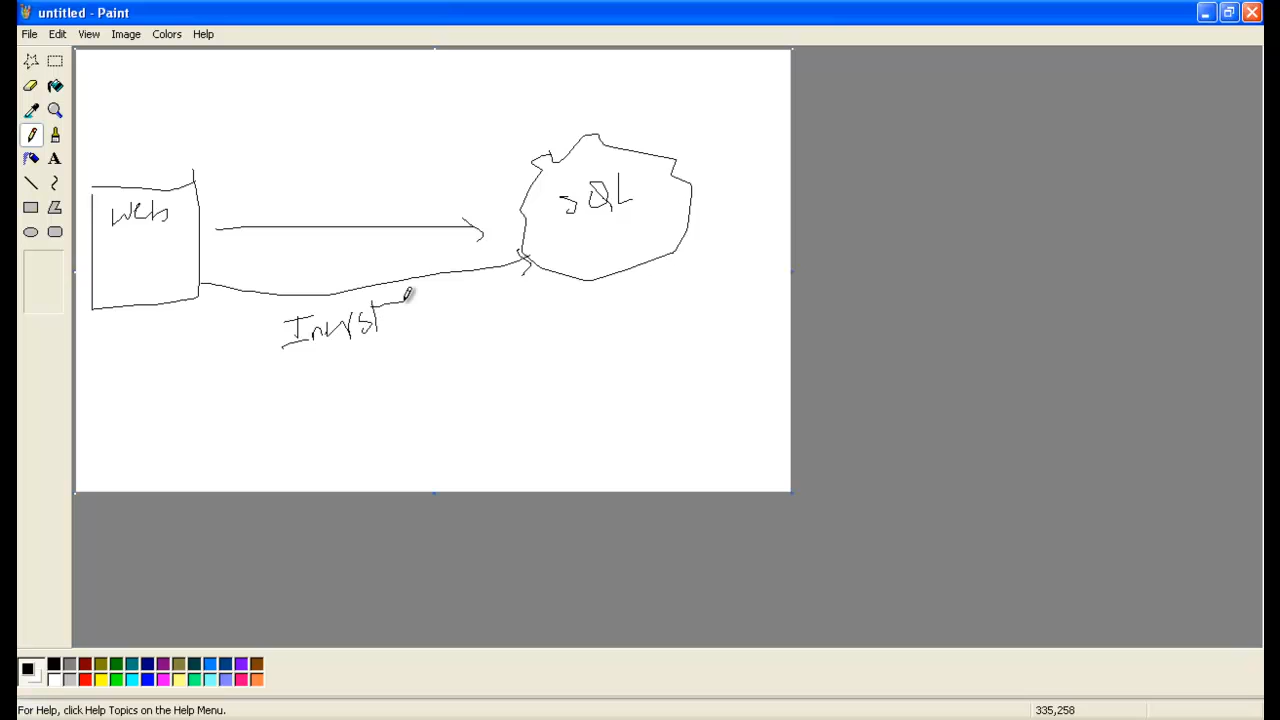 untitled - Paint
File Edit View Image Colors Help
Web
SQL
For Help, click Help Topics on the Help Menu.
335,258